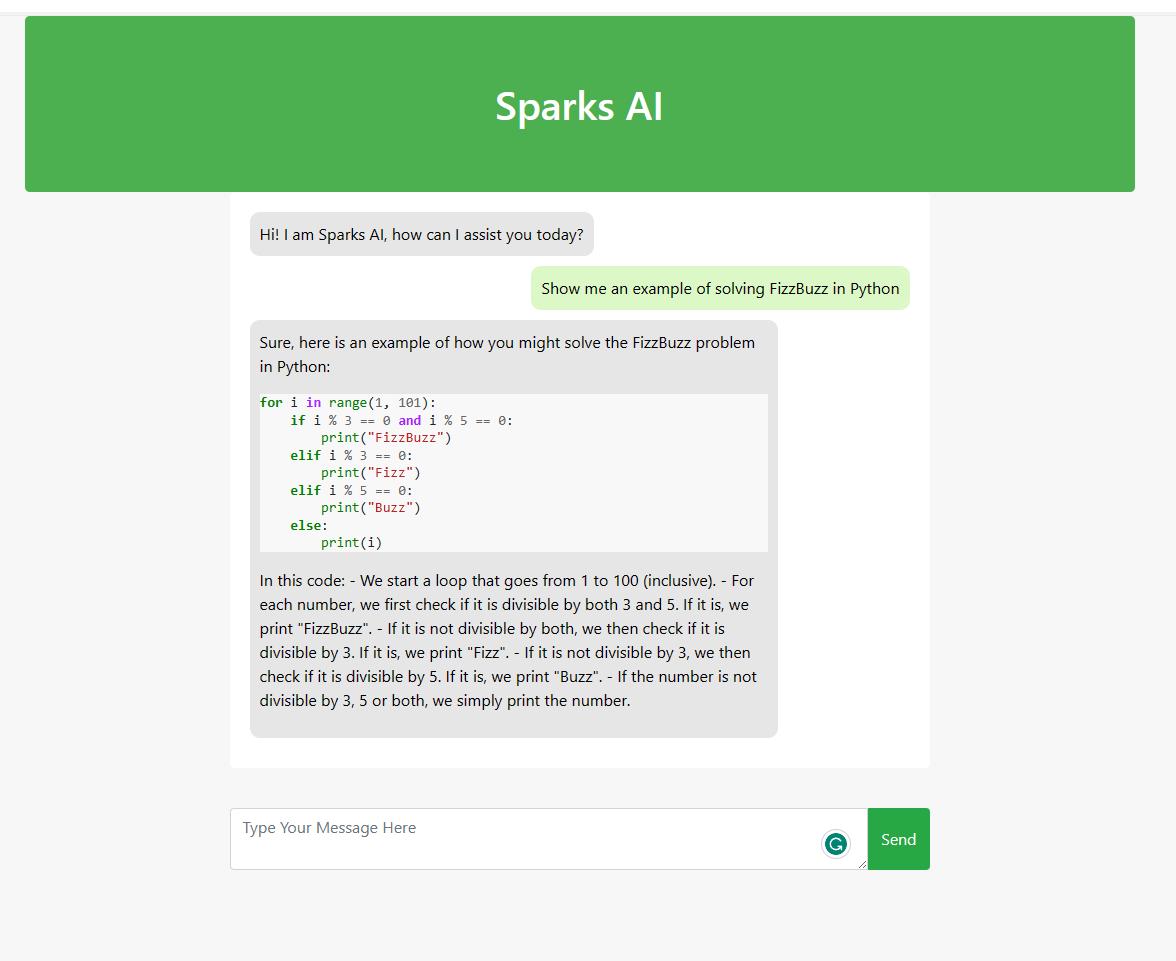 Sparks AI
Hi! I am Sparks AI, how can I assist you today?
Show me an example of solving FizzBuzz in Python
Sure, here is an example of how you might solve the FizzBuzz problem
in Python:
for i in range(1, 101):
    if i % 3 == 0 and i % 5 == 0:
        print("FizzBuzz")
    elif i % 3 == 0:
        print("Fizz")
    elif i % 5 == 0:
        print("Buzz")
    else:
        print(i)
In this code: - We start a loop that goes from 1 to 100 (inclusive). - For
each number, we first check if it is divisible by both 3 and 5. If it is, we
print "FizzBuzz". - If it is not divisible by both, we then check if it is
divisible by 3. If it is, we print "Fizz". - If it is not divisible by 3, we then
check if it is divisible by 5. If it is, we print "Buzz". - If the number is not
divisible by 3, 5 or both, we simply print the number.
Type Your Message Here
Send